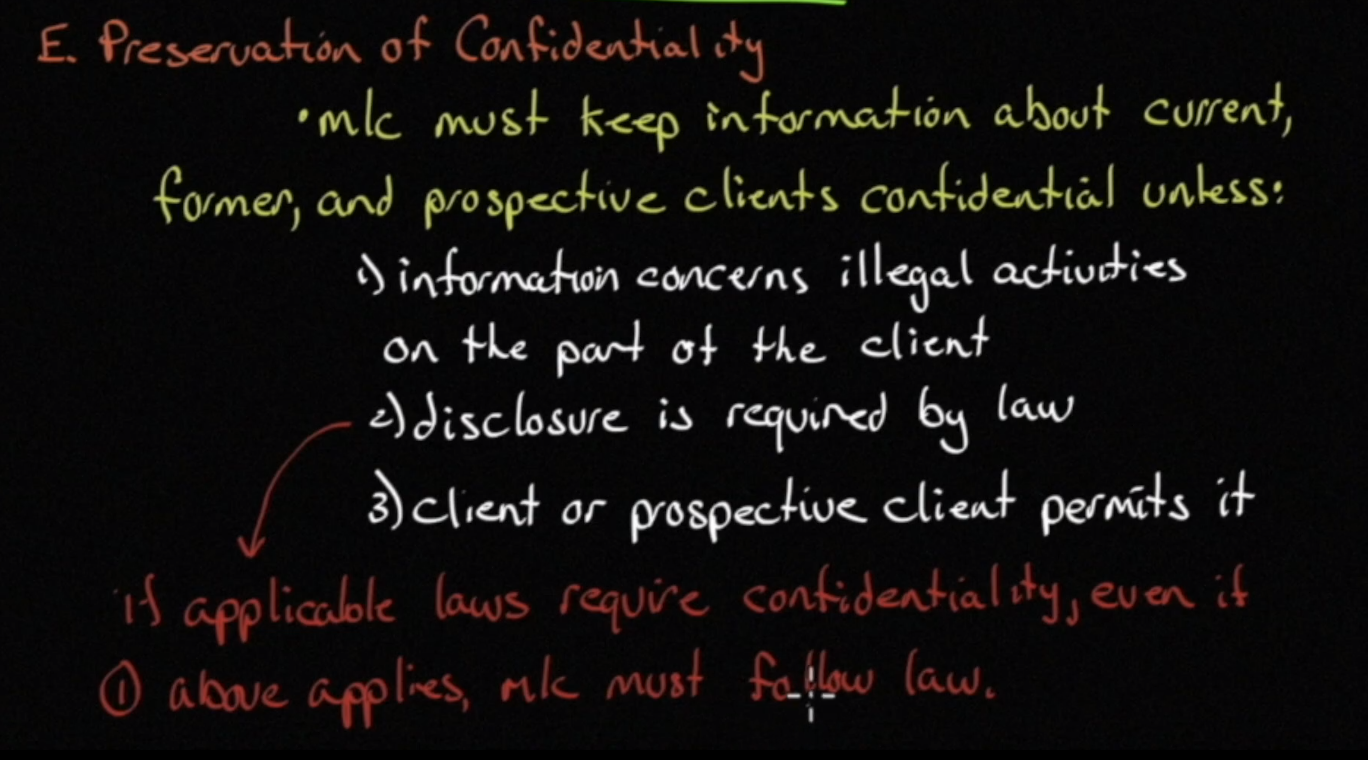 E. Preservation of Confidentiality
• m/c must keep information about current,
former, and prospective clients confidential unless:
1) information concerns illegal activities
on the part of the client
2) disclosure is required by law
3) client or prospective client permits it
if applicable laws require confidentiality, even if
① above applies, m/c must follow law.